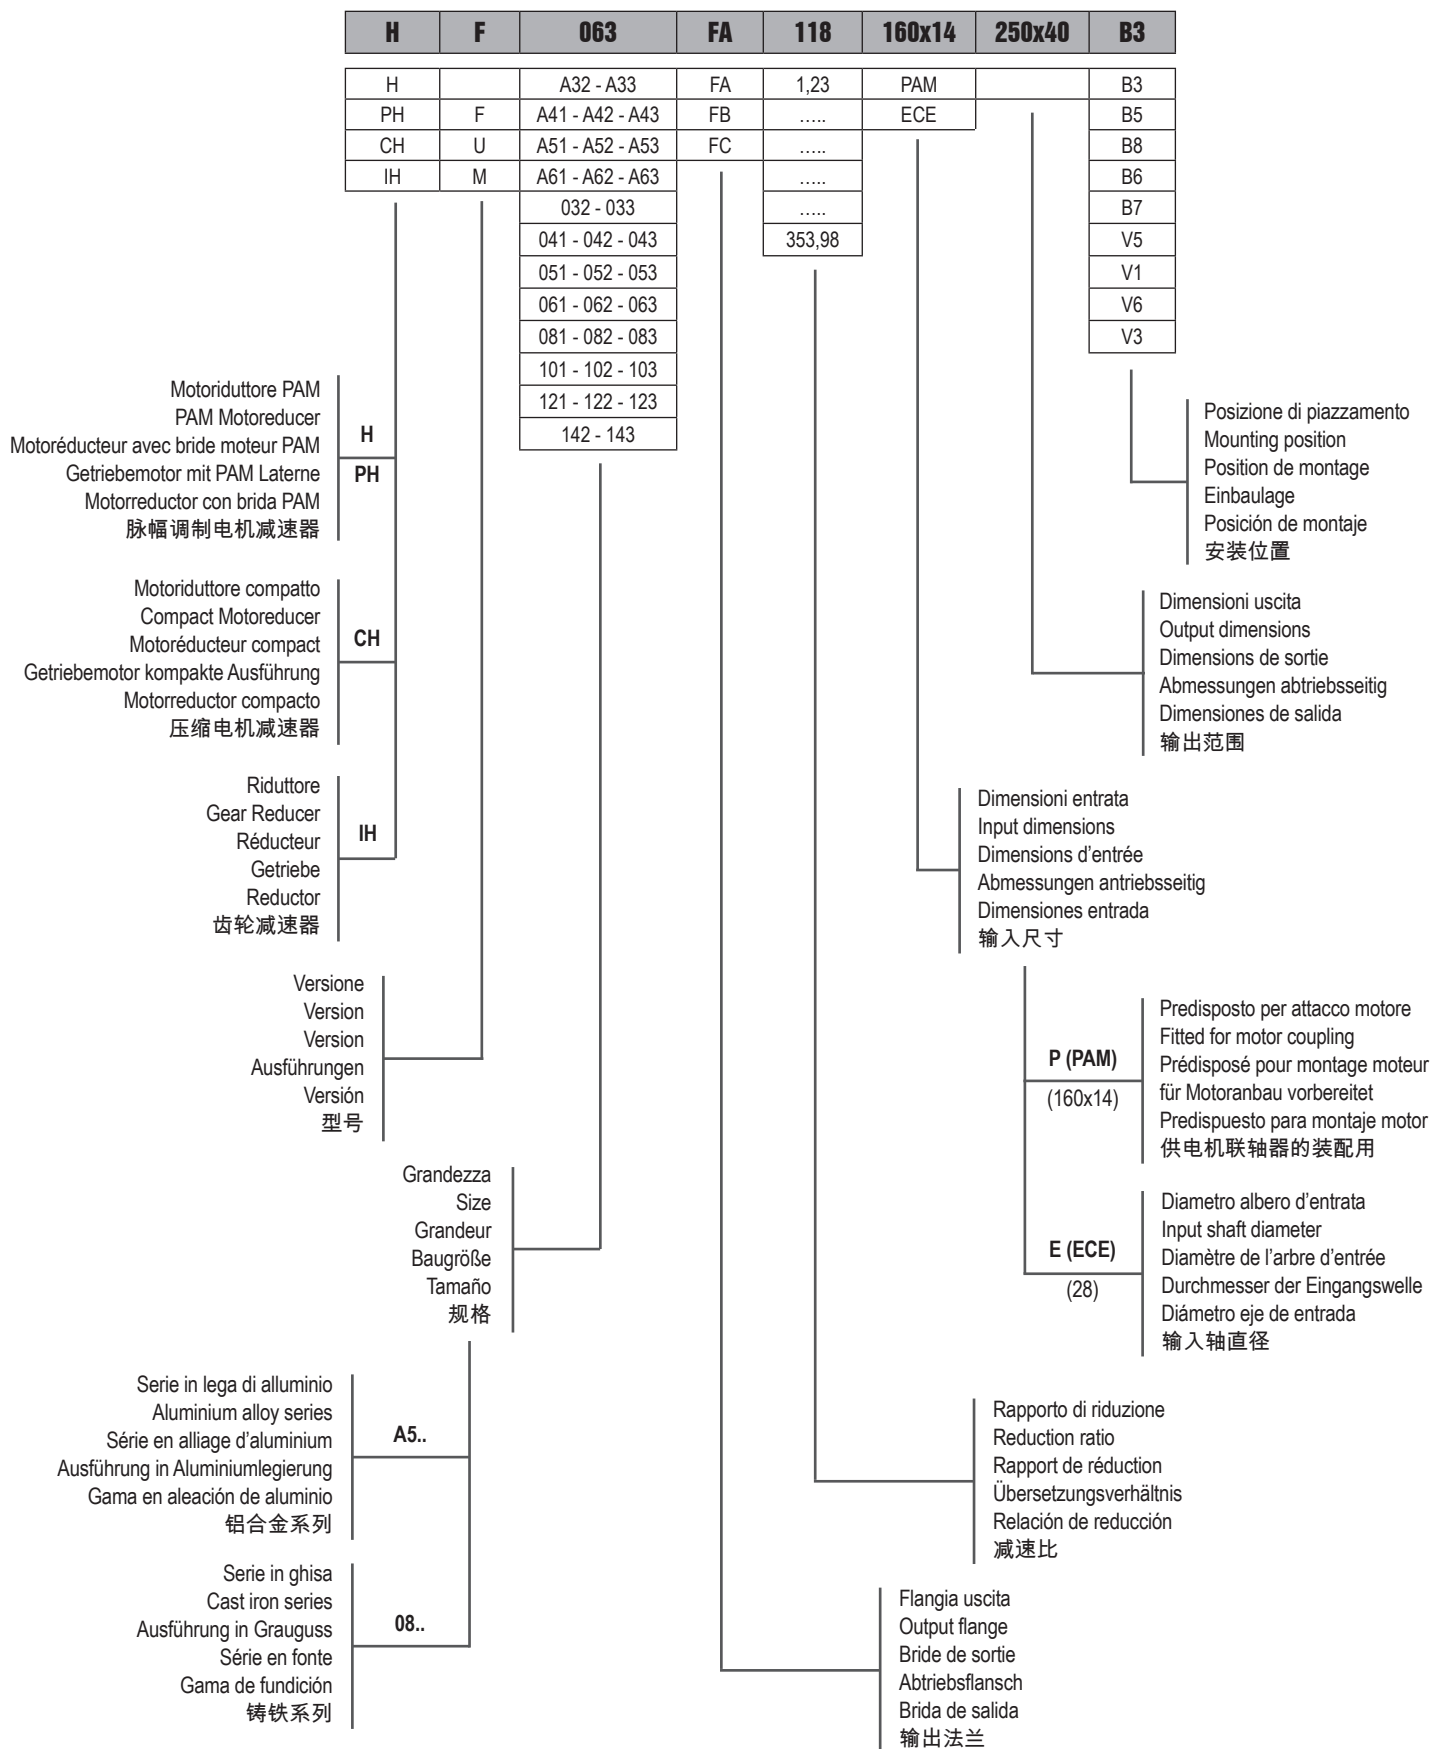 H F 063 FA 118 160x14 250x40 B3
H A32 - A33 FA 1,23 PAM B3
PH F A41 - A42 - A43 FB ….. ECE B5
CH U A51 - A52 - A53 FC ….. B8
IH M A61 - A62 - A63 ….. B6
032 - 033 ….. B7
041 - 042 - 043 353,98 V5
051 - 052 - 053 V1
061 - 062 - 063 V6
081 - 082 - 083 V3
101 - 102 - 103
121 - 122 - 123
142 - 143
Motoriduttore PAM
PAM Motoreducer
Motoréducteur avec bride moteur PAM
Getriebemotor mit PAM Laterne
Motorreductor con brida PAM
脉幅调制电机减速器
H
PH
Posizione di piazzamento
Mounting position
Position de montage
Einbaulage
Posición de montaje
安装位置
Motoriduttore compatto
Compact Motoreducer
Motoréducteur compact
Getriebemotor kompakte Ausführung
Motorreductor compacto
压缩电机减速器
CH
Dimensioni uscita
Output dimensions
Dimensions de sortie
Abmessungen abtriebsseitig
Dimensiones de salida
输出范围
Riduttore
Gear Reducer
Réducteur
Getriebe
Reductor
齿轮减速器
IH
Dimensioni entrata
Input dimensions
Dimensions d’entrée
Abmessungen antriebsseitig
Dimensiones entrada
输入尺寸
Versione
Version
Version
Ausführungen
Versión
型号
P (PAM)
(160x14)
Predisposto per attacco motore
Fitted for motor coupling
Prédisposé pour montage moteur
für Motoranbau vorbereitet
Predispuesto para montaje motor
供电机联轴器的装配用
Grandezza
Size
Grandeur
Baugröße
Tamaño
规格
E (ECE)
(28)
Diametro albero d’entrata
Input shaft diameter
Diamètre de l’arbre d’entrée
Durchmesser der Eingangswelle
Diámetro eje de entrada
输入轴直径
Serie in lega di alluminio
Aluminium alloy series
Série en alliage d’aluminium
Ausführung in Aluminiumlegierung
Gama en aleación de aluminio
铝合金系列
A5..
Rapporto di riduzione
Reduction ratio
Rapport de réduction
Übersetzungsverhältnis
Relación de reducción
减速比
Serie in ghisa
Cast iron series
Ausführung in Grauguss
Série en fonte
Gama de fundición
铸铁系列
08..
Flangia uscita
Output flange
Bride de sortie
Abtriebsflansch
Brida de salida
输出法兰